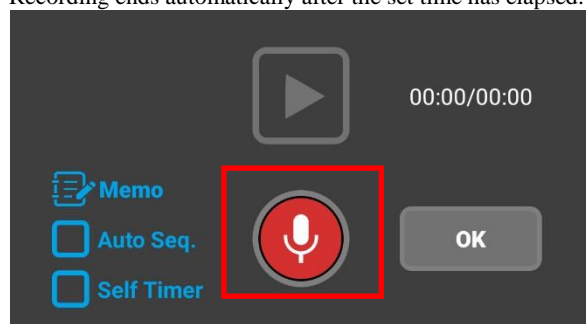 Recording ends automatically after the set time has elapsed.
00:00/00:00
Memo
Auto Seq.
OK
Self Timer